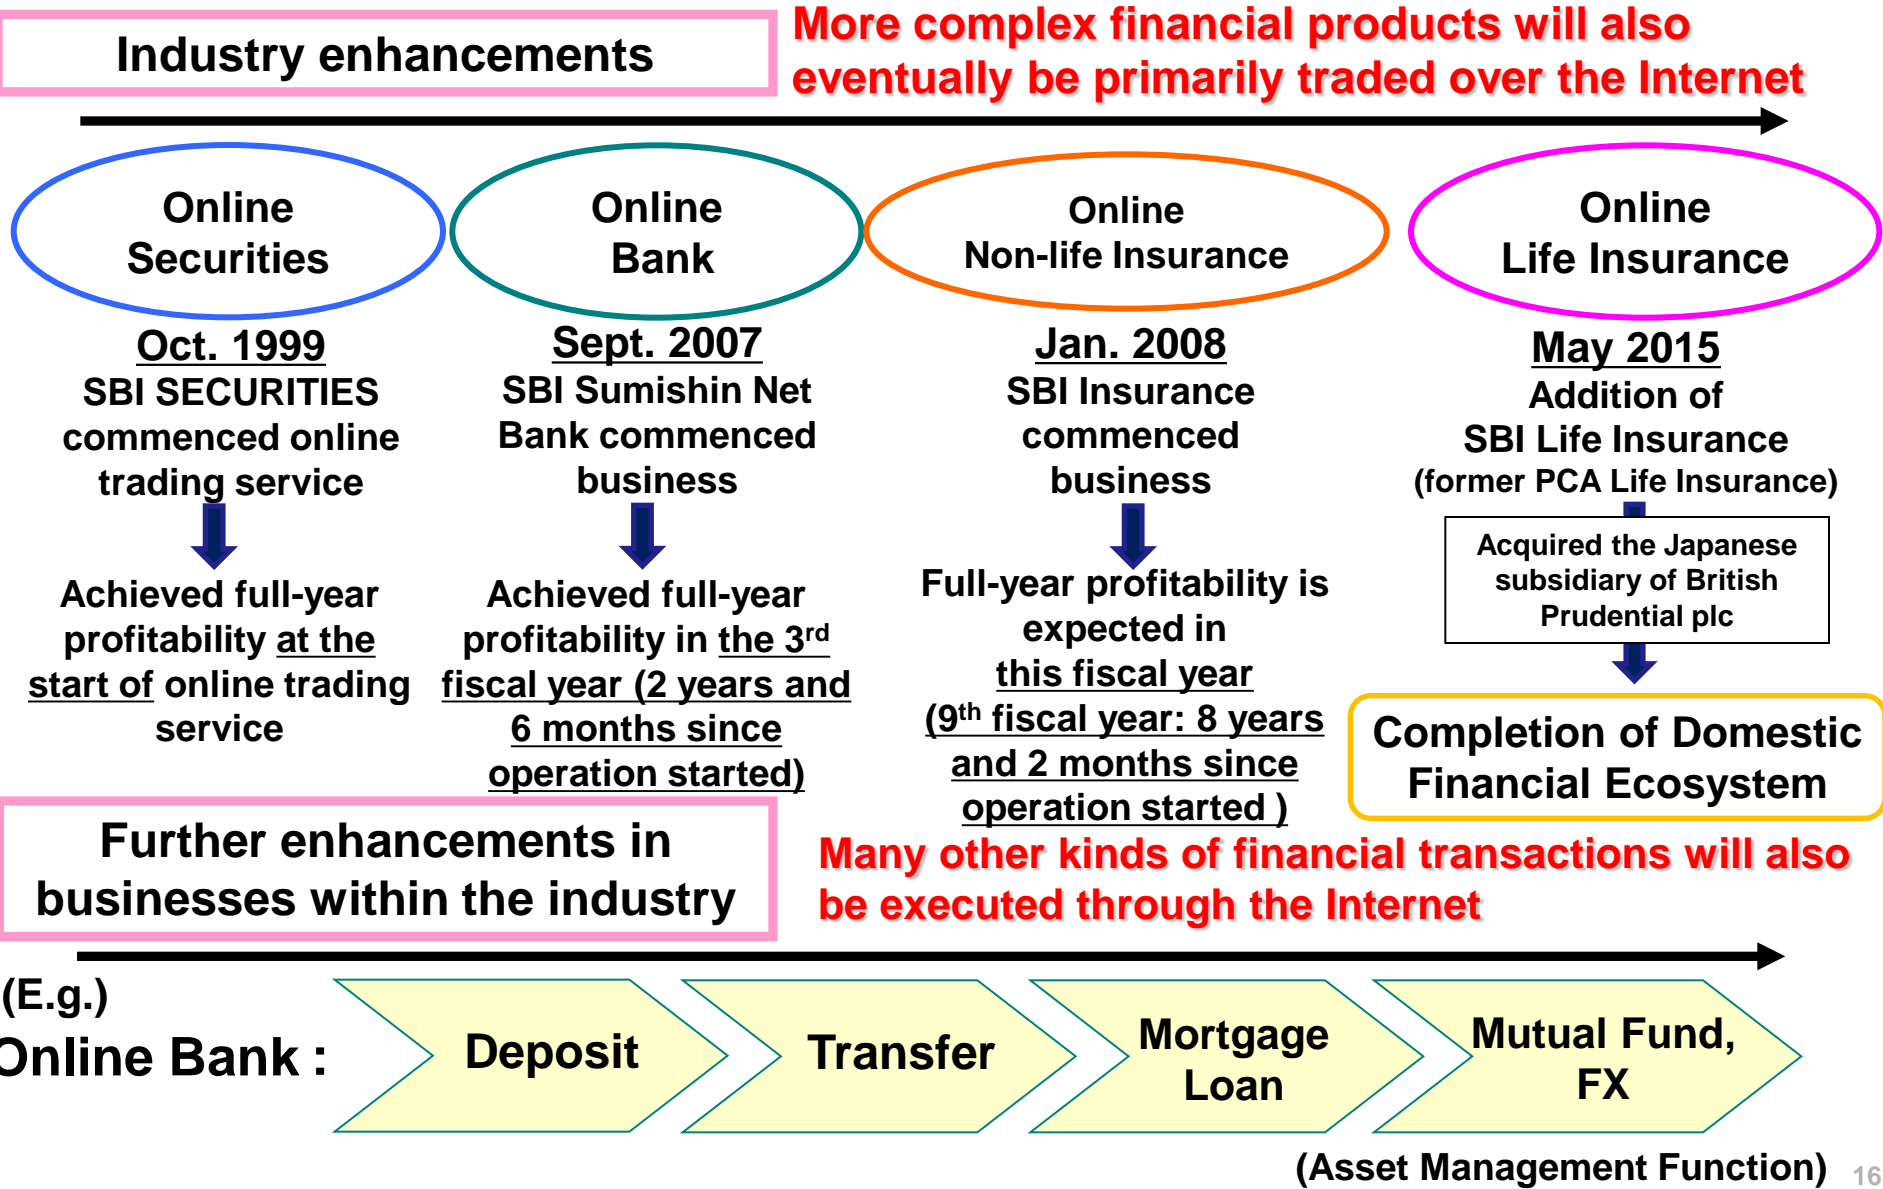 Industry enhancements
More complex financial products will also
eventually be primarily traded over the Internet
Online
Securities
Oct. 1999
SBI SECURITIES
commenced online
trading service
Achieved full-year
profitability at the
start of online trading
service
Online
Bank
Sept. 2007
SBI Sumishin Net
Bank commenced
business
Achieved full-year
profitability in the 3rd
fiscal year (2 years and
6 months since
operation started)
Online
Non-life Insurance
Jan. 2008
SBI Insurance
commenced
business
Full-year profitability is
expected in
this fiscal year
(9th fiscal year: 8 years
and 2 months since
operation started )
Online
Life Insurance
May 2015
Addition of
SBI Life Insurance
(former PCA Life Insurance)
Acquired the Japanese
subsidiary of British
Prudential plc
Completion of Domestic
Financial Ecosystem
Further enhancements in
businesses within the industry
Many other kinds of financial transactions will also
be executed through the Internet
(E.g.)
Online Bank :
Deposit
Transfer
Mortgage
Loan
Mutual Fund,
FX
(Asset Management Function)
16